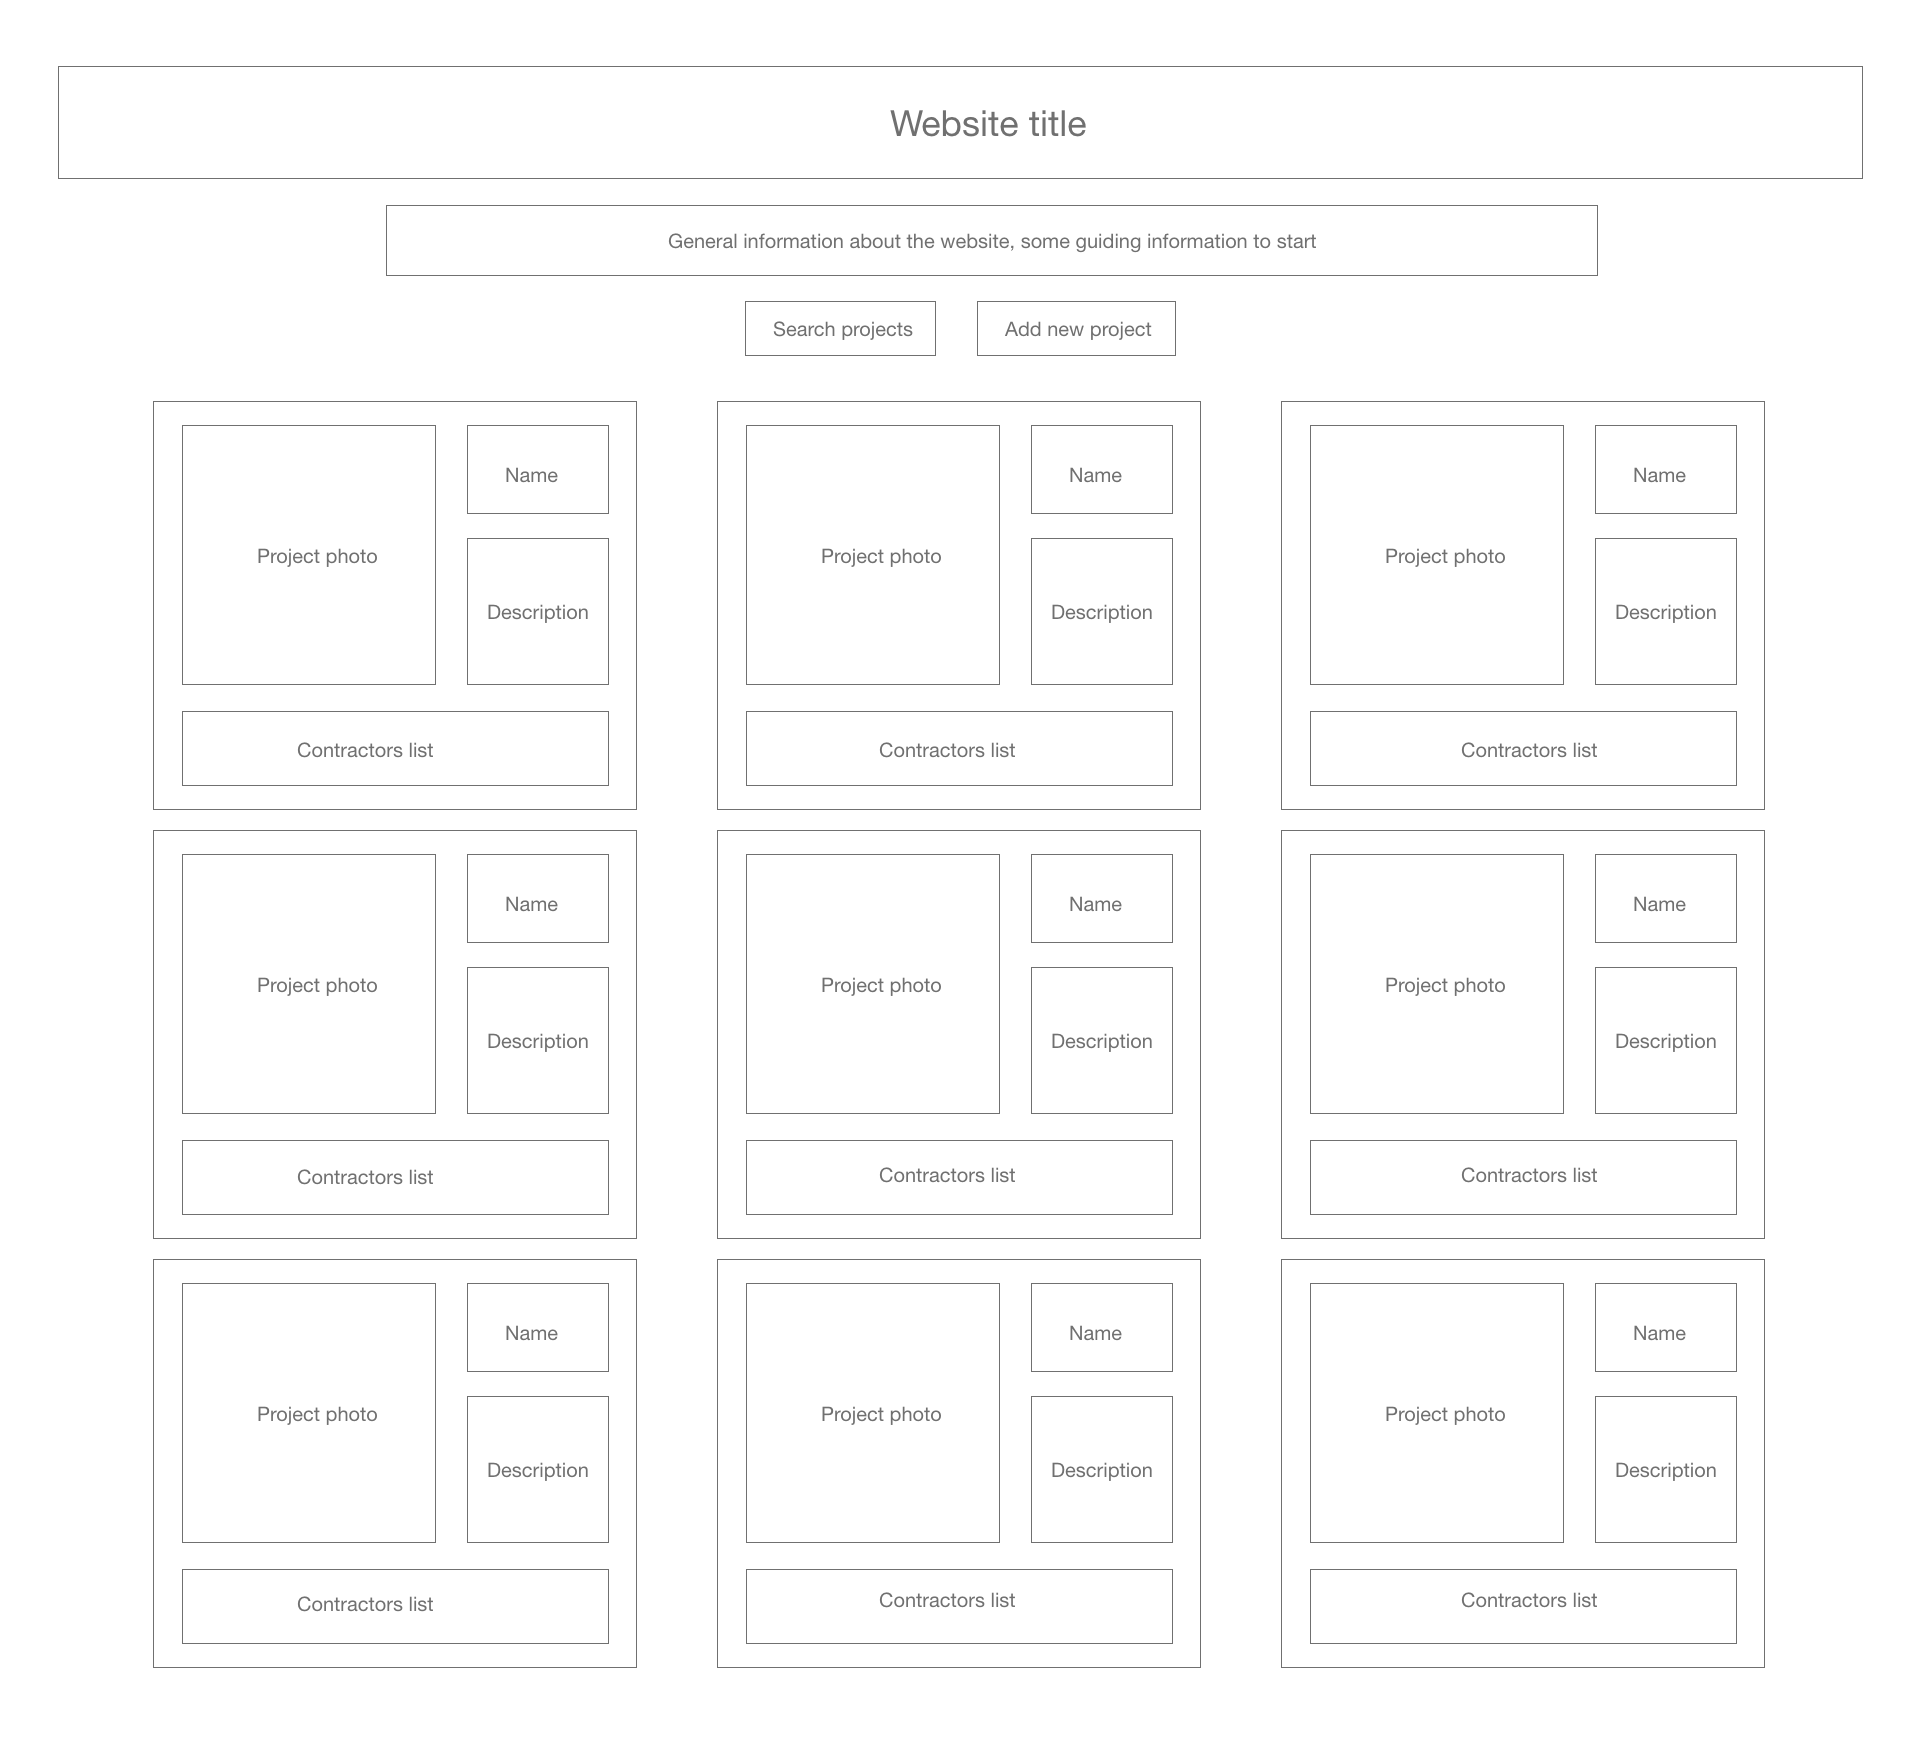 Website title
General information about the website, some guiding information to start
Search projects
Add new project
Project photo
Name
Description
Contractors list
Project photo
Name
Description
Contractors list
Project photo
Name
Description
Contractors list
Project photo
Name
Description
Contractors list
Project photo
Name
Description
Contractors list
Project photo
Name
Description
Contractors list
Project photo
Name
Description
Contractors list
Project photo
Name
Description
Contractors list
Project photo
Name
Description
Contractors list